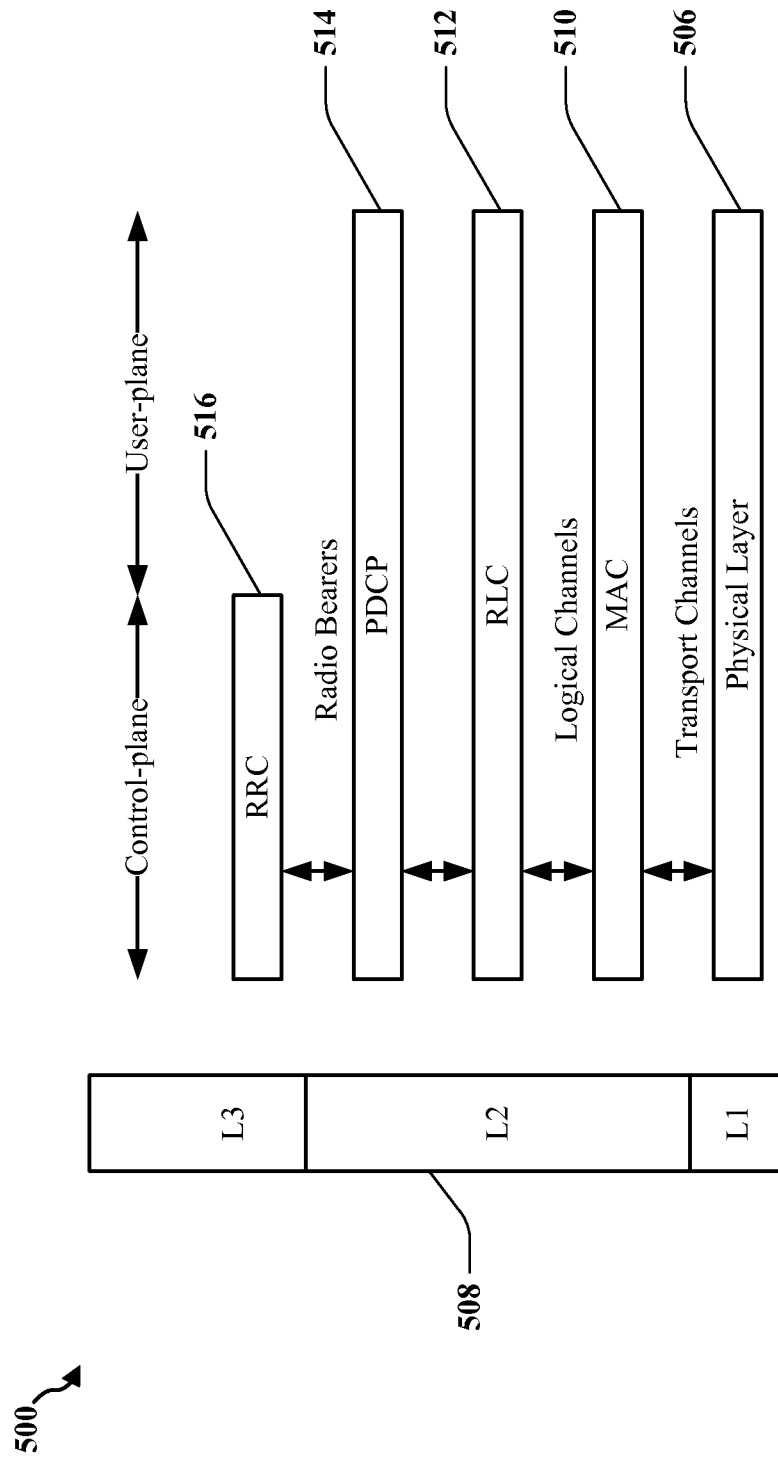 500
Control-plane
User-plane
516
RRC
L3
Radio Bearers
514
PDCP
508
L2
512
RLC
Logical Channels
510
MAC
Transport Channels
506
L1
Physical Layer